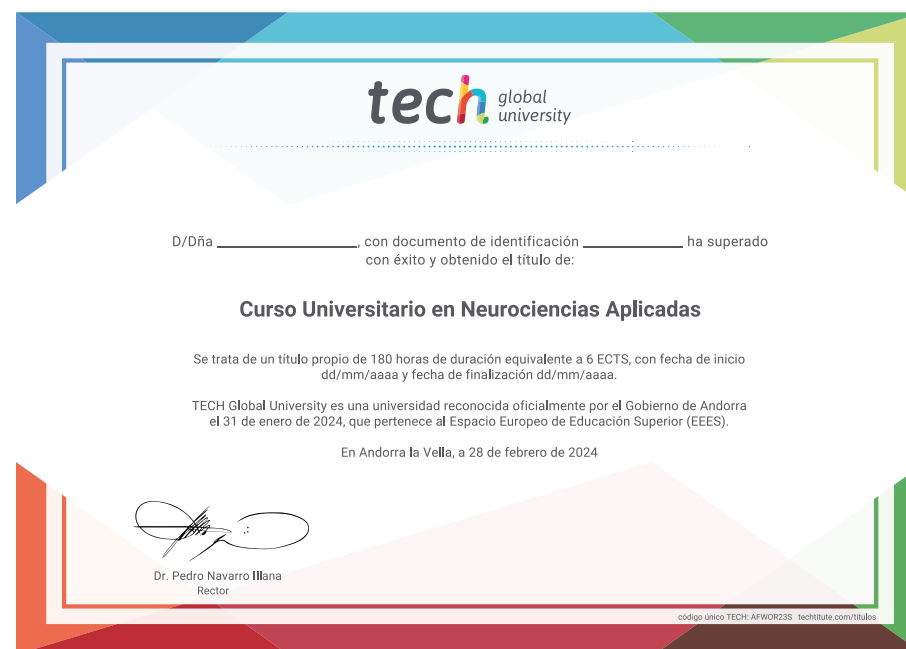 tech global university
D/Dña ________________, con documento de identificación ____________ ha superado
con éxito y obtenido el título de:
Curso Universitario en Neurociencias Aplicadas
Se trata de un título propio de 180 horas de duración equivalente a 6 ECTS, con fecha de inicio
dd/mm/aaaa y fecha de finalización dd/mm/aaaa.
TECH Global University es una universidad reconocida oficialmente por el Gobierno de Andorra
el 31 de enero de 2024, que pertenece al Espacio Europeo de Educación Superior (EEES).
En Andorra la Vella, a 28 de febrero de 2024
Dr. Pedro Navarro Illana
Rector
código único TECH: AFWOR23S techtitute.com/titulos